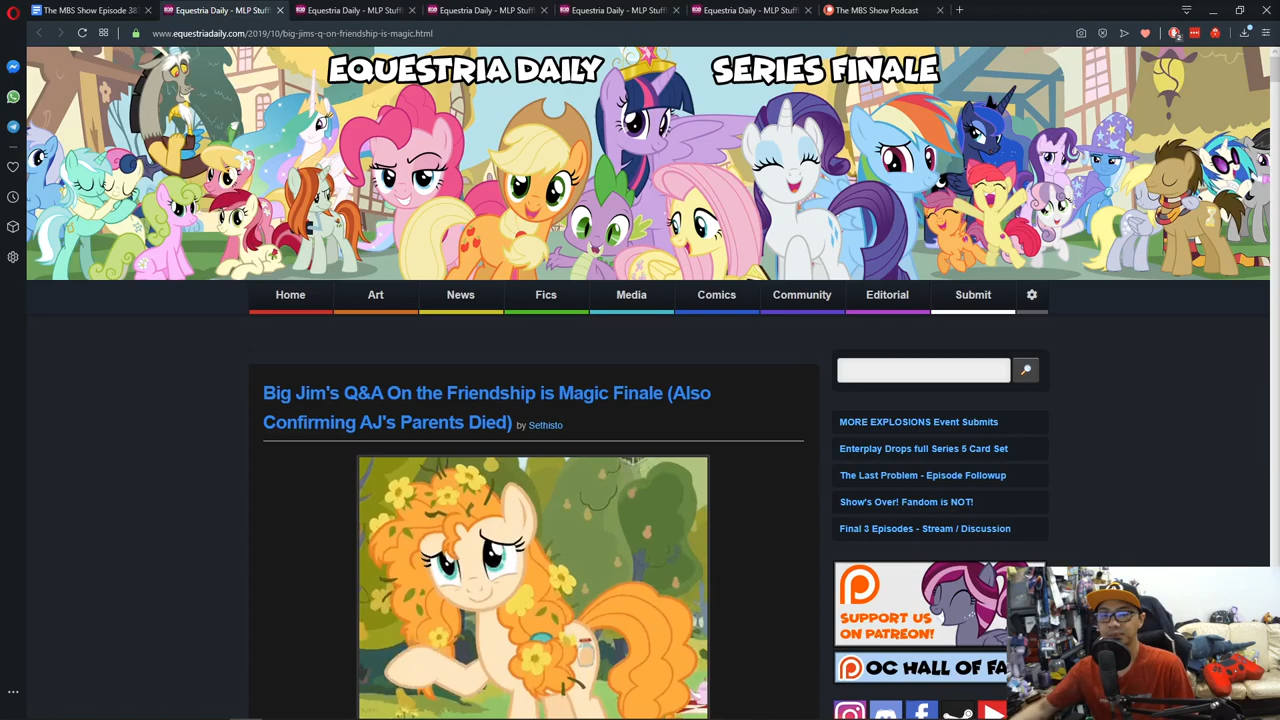 The MBS Show Episode 38
Equestria Daily - MLP Stuff
Equestria Daily - MLP Stuff
Equestria Daily - MLP Stuff
Equestria Daily - MLP Stuff
Equestria Daily - MLP Stuff
The MBS Show Podcast
www.equestriadaily.com/2019/10/big-jims-q-on-friendship-is-magic.html
EQUESTRIA DAILY SERIES FINALE
Home Art News Fics Media Comics Community Editorial Submit
Big Jim's Q&A On the Friendship is Magic Finale (Also
Confirming AJ's Parents Died) by Sethisto
MORE EXPLOSIONS Event Submits
Enterplay Drops full Series 5 Card Set
The Last Problem - Episode Followup
Show's Over! Fandom is NOT!
Final 3 Episodes - Stream / Discussion
SUPPORT US
ON PATREON!
OC HALL OF FA